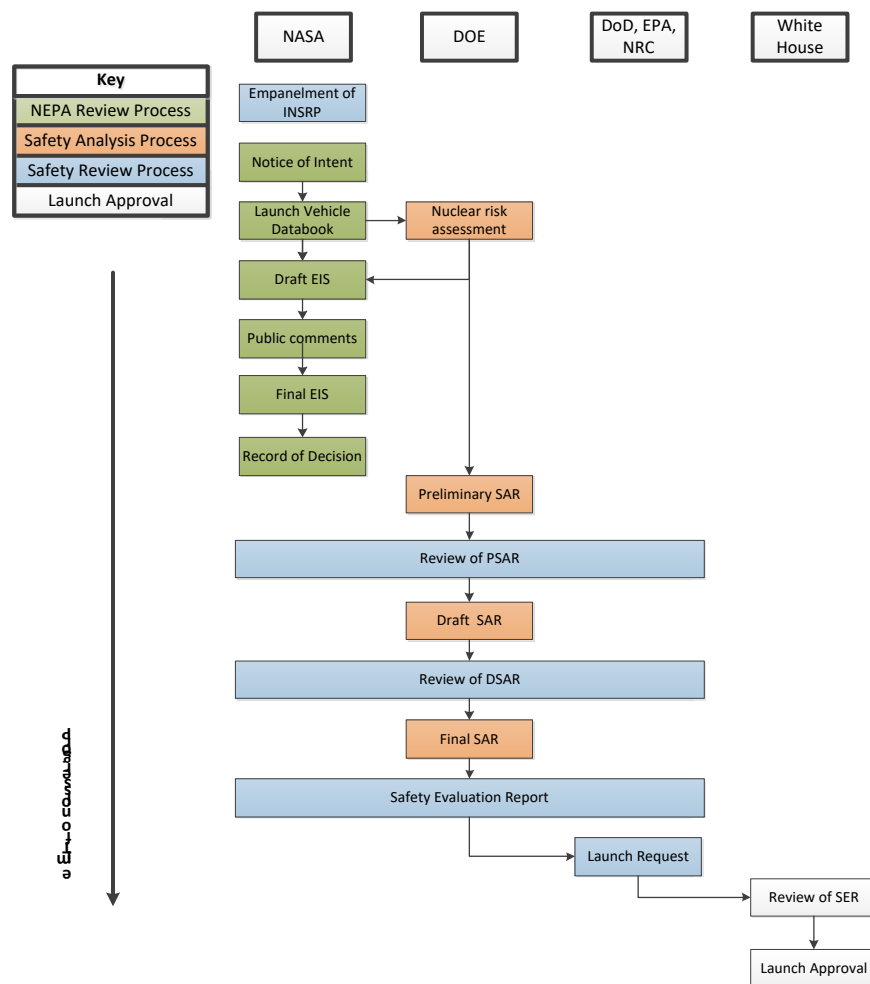 NASA
DOE
DoD, EPA,
NRC
White
House
Key
NEPA Review Process
Safety Analysis Process
Safety Review Process
Launch Approval
Empanelment of
INSRP
Notice of Intent
Launch Vehicle
Databook
Nuclear risk
assessment
Draft EIS
Public comments
Final EIS
Record of Decision
Preliminary SAR
Review of PSAR
Draft SAR
Review of DSAR
Final SAR
Safety Evaluation Report
Launch Request
Review of SER
Launch Approval